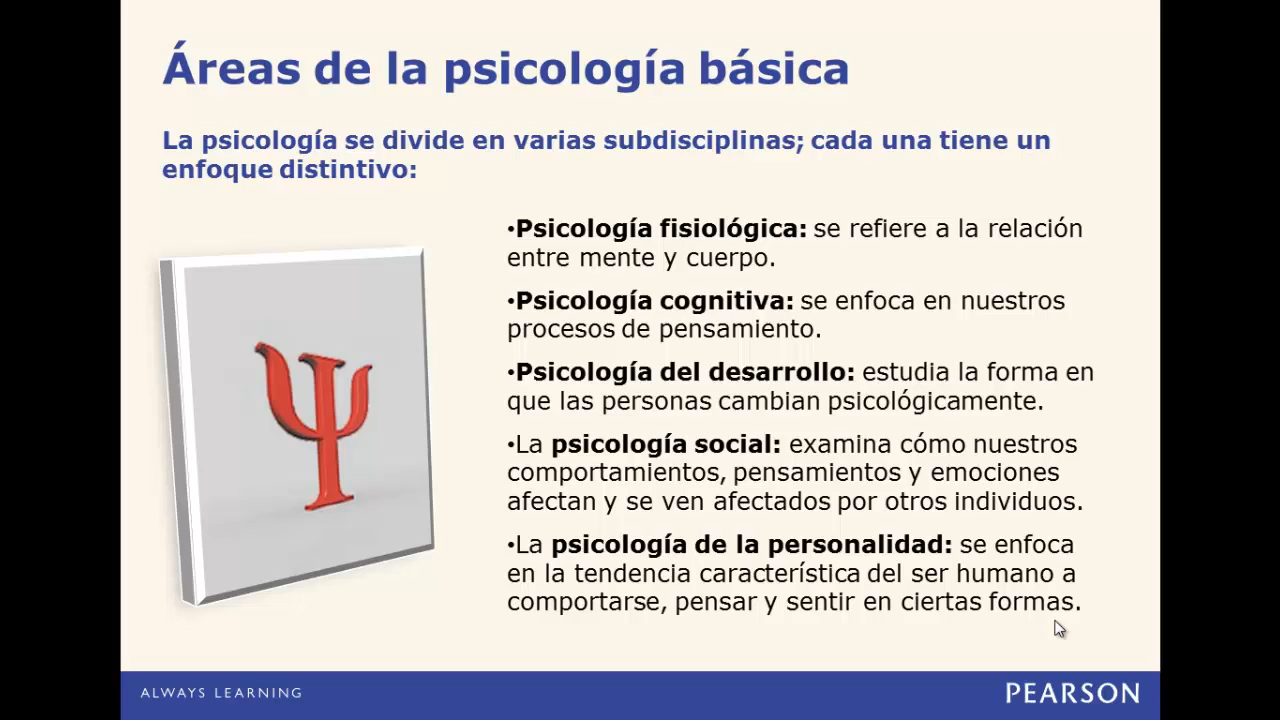 Áreas de la psicología básica
La psicología se divide en varias subdisciplinas; cada una tiene un
enfoque distintivo:
•Psicología fisiológica: se refiere a la relación
entre mente y cuerpo.
•Psicología cognitiva: se enfoca en nuestros
procesos de pensamiento.
•Psicología del desarrollo: estudia la forma en
que las personas cambian psicológicamente.
•La psicología social: examina cómo nuestros
comportamientos, pensamientos y emociones
afectan y se ven afectados por otros individuos.
•La psicología de la personalidad: se enfoca
en la tendencia característica del ser humano a
comportarse, pensar y sentir en ciertas formas.
Ψ
ALWAYS LEARNING
PEARSON